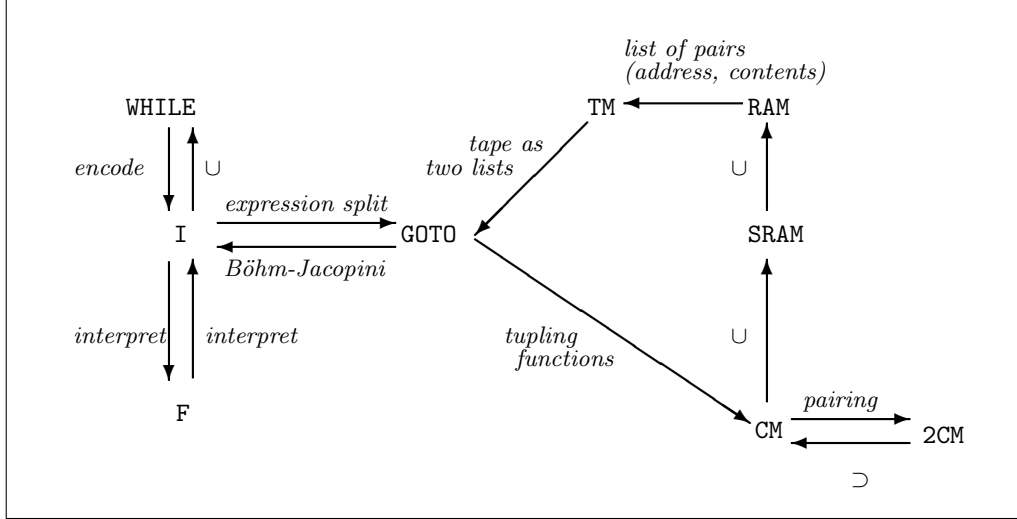 list of pairs
(address, contents)
WHILE
TM
RAM
encode
∪
tape as
two lists
∪
expression split
I
GOTO
SRAM
Böhm-Jacopini
interpret
interpret
tupling
functions
∪
F
pairing
CM
2CM
⊃